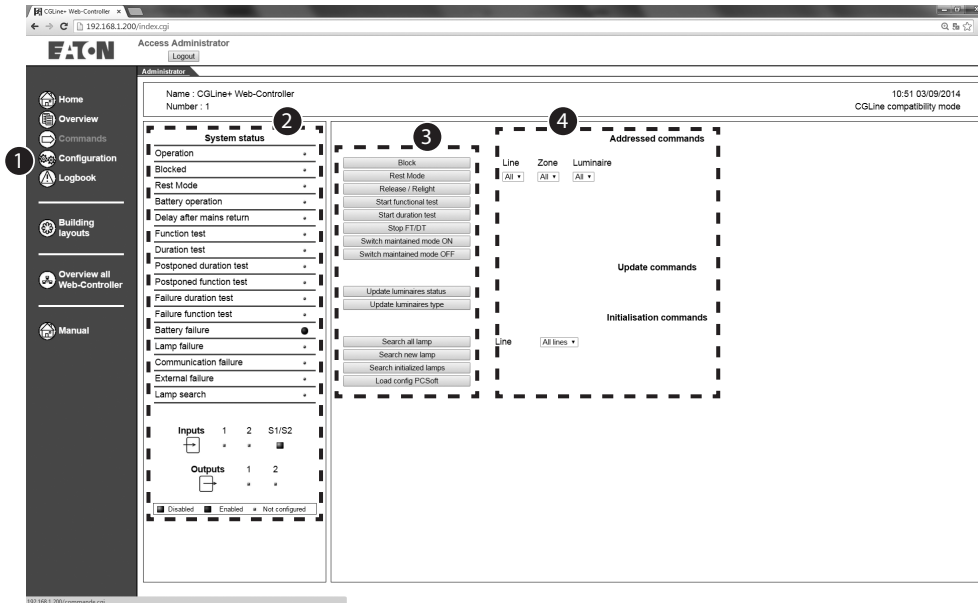 CGLine+ Web-Controller
192.168.1.200/index.cgi
EATON
Access Administrator
Logout
Administrator
Name : CGLine+ Web-Controller
Number : 1
10:51 03/09/2014
CGLine compatibility mode
1
Home
Overview
Commands
Configuration
Logbook
Building
layouts
Overview all
Web-Controller
Manual
2
System status
Operation
Blocked
Rest Mode
Battery operation
Delay after mains return
Function test
Duration test
Postponed duration test
Postponed function test
Failure duration test
Failure function test
Battery failure
Lamp failure
Communication failure
External failure
Lamp search
Inputs 1 2 S1/S2
Outputs 1 2
Disabled Enabled Not configured
3
Block
Rest Mode
Release / Relight
Start functional test
Start duration test
Stop FT/DT
Switch maintained mode ON
Switch maintained mode OFF
Update luminaires status
Update luminaires type
Search all lamp
Search new lamp
Search initialized lamps
Load config PCSoft
4
Addressed commands
Line Zone Luminaire
All All All
Update commands
Initialisation commands
Line All lines
192.168.1.200/commande.cgi